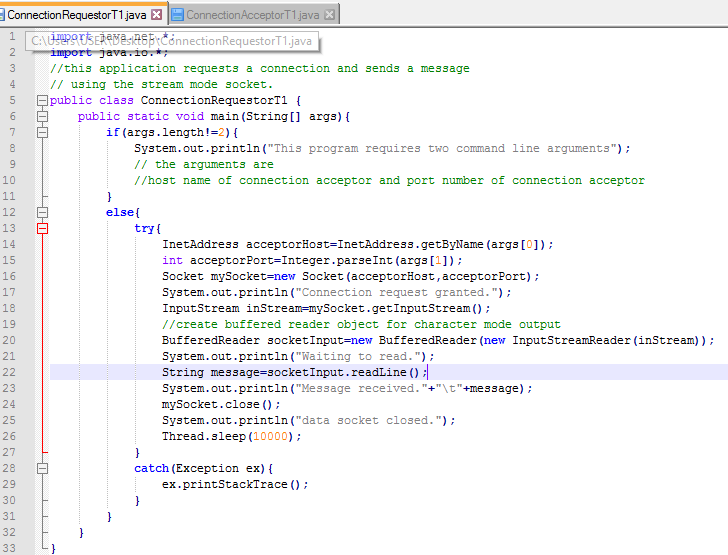 ConnectionRequestorT1.java ConnectionAcceptorT1.java
1 import java.net.*;
C:\Users\USER\Desktop\ConnectionRequestorT1.java
2 import java.io.*;
3 //this application requests a connection and sends a message
4 // using the stream mode socket.
5 public class ConnectionRequestorT1 {
6 public static void main(String[] args){
7 if(args.length!=2){
8 System.out.println("This program requires two command line arguments");
9 // the arguments are
10 //host name of connection acceptor and port number of connection acceptor
11 }
12 else{
13 try{
14 InetAddress acceptorHost=InetAddress.getByName(args[0]);
15 int acceptorPort=Integer.parseInt(args[1]);
16 Socket mySocket=new Socket(acceptorHost,acceptorPort);
17 System.out.println("Connection request granted.");
18 InputStream inStream=mySocket.getInputStream();
19 //create buffered reader object for character mode output
20 BufferedReader socketInput=new BufferedReader(new InputStreamReader(inStream));
21 System.out.println("Waiting to read.");
22 String message=socketInput.readLine();
23 System.out.println("Message received."+"\t"+message);
24 mySocket.close();
25 System.out.println("data socket closed.");
26 Thread.sleep(10000);
27 }
28 catch(Exception ex){
29 ex.printStackTrace();
30 }
31 }
32 }
33 }